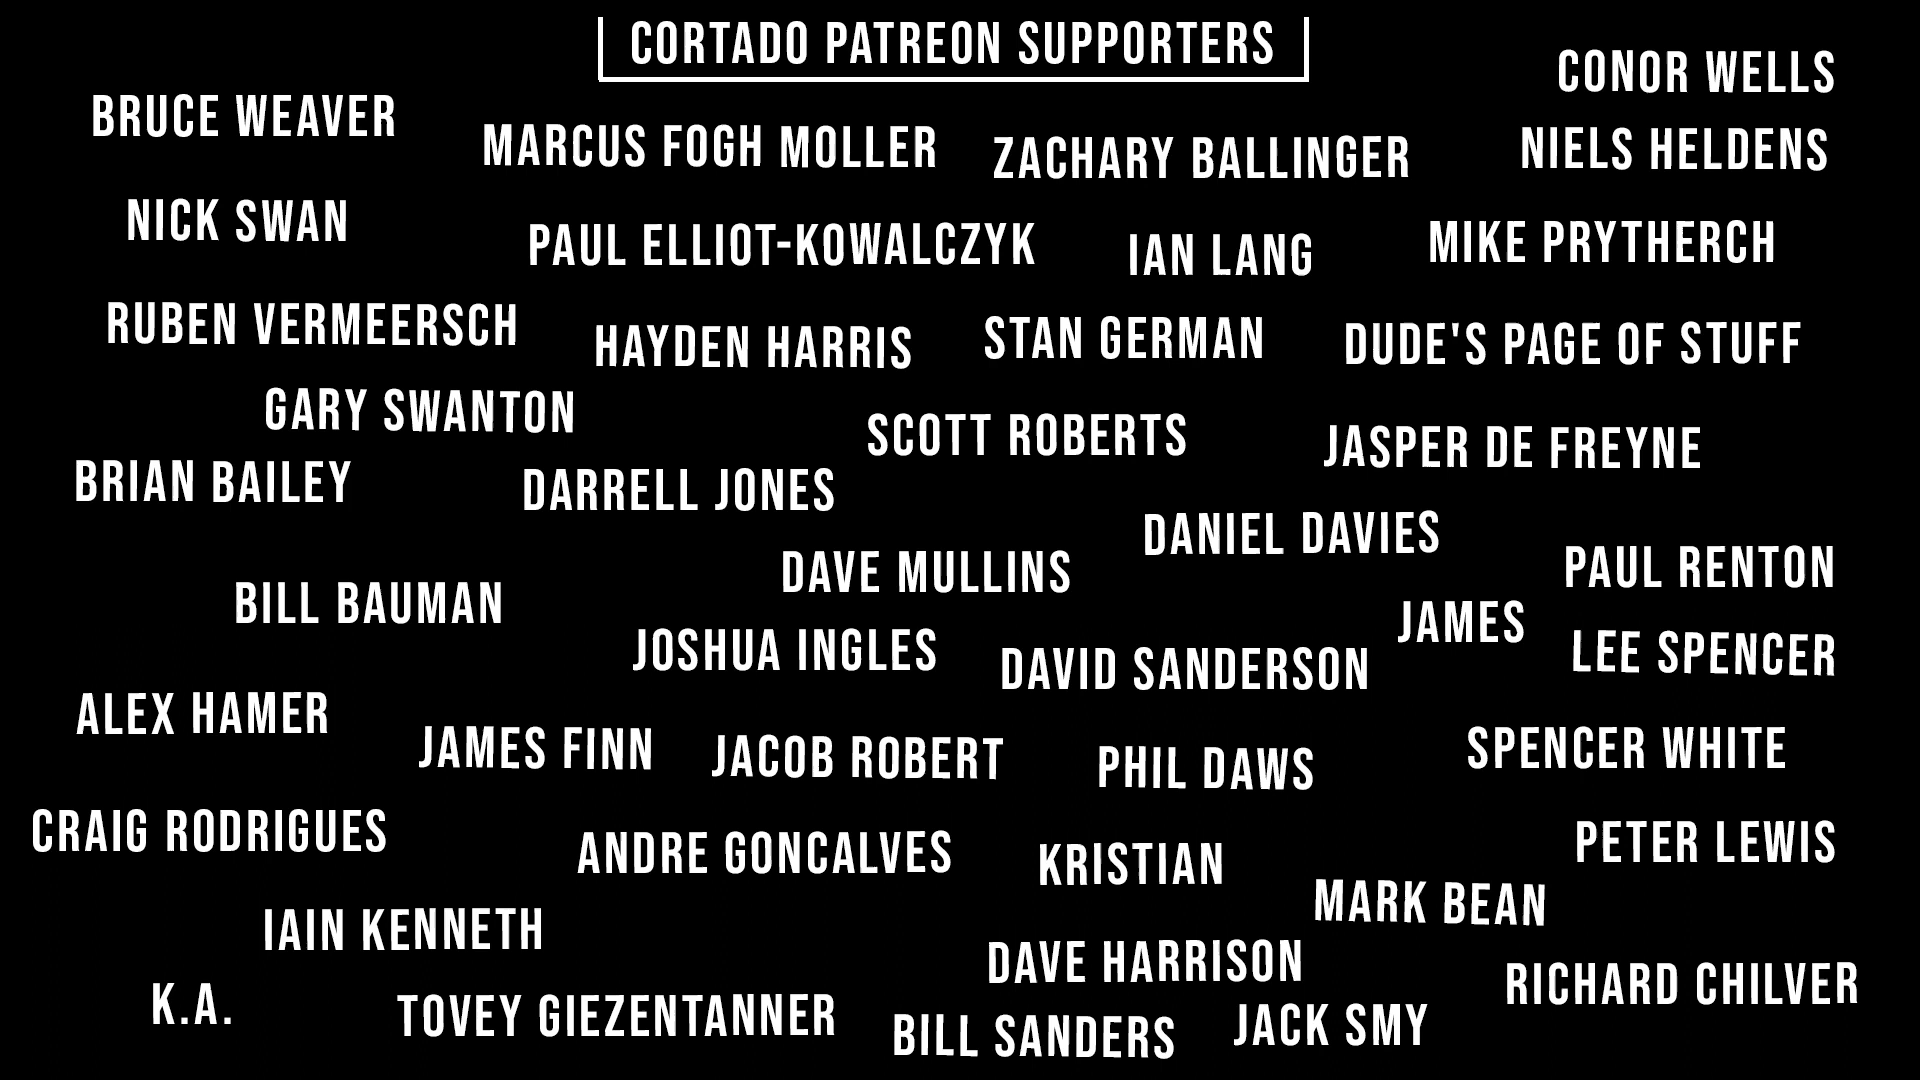 CORTADO PATREON SUPPORTERS
CONOR WELLS
BRUCE WEAVER
MARCUS FOGH MOLLER
ZACHARY BALLINGER
NIELS HELDENS
NICK SWAN
PAUL ELLIOT-KOWALCZYK
IAN LANG
MIKE PRYTHERCH
RUBEN VERMEERSCH
HAYDEN HARRIS
STAN GERMAN
DUDE'S PAGE OF STUFF
GARY SWANTON
SCOTT ROBERTS
JASPER DE FREYNE
BRIAN BAILEY
DARRELL JONES
DANIEL DAVIES
DAVE MULLINS
PAUL RENTON
BILL BAUMAN
JAMES
JOSHUA INGLES
DAVID SANDERSON
LEE SPENCER
ALEX HAMER
JAMES FINN
JACOB ROBERT
PHIL DAWS
SPENCER WHITE
CRAIG RODRIGUES
ANDRE GONCALVES
KRISTIAN
PETER LEWIS
MARK BEAN
IAIN KENNETH
DAVE HARRISON
RICHARD CHILVER
K.A.
TOVEY GIEZENTANNER
BILL SANDERS
JACK SMY